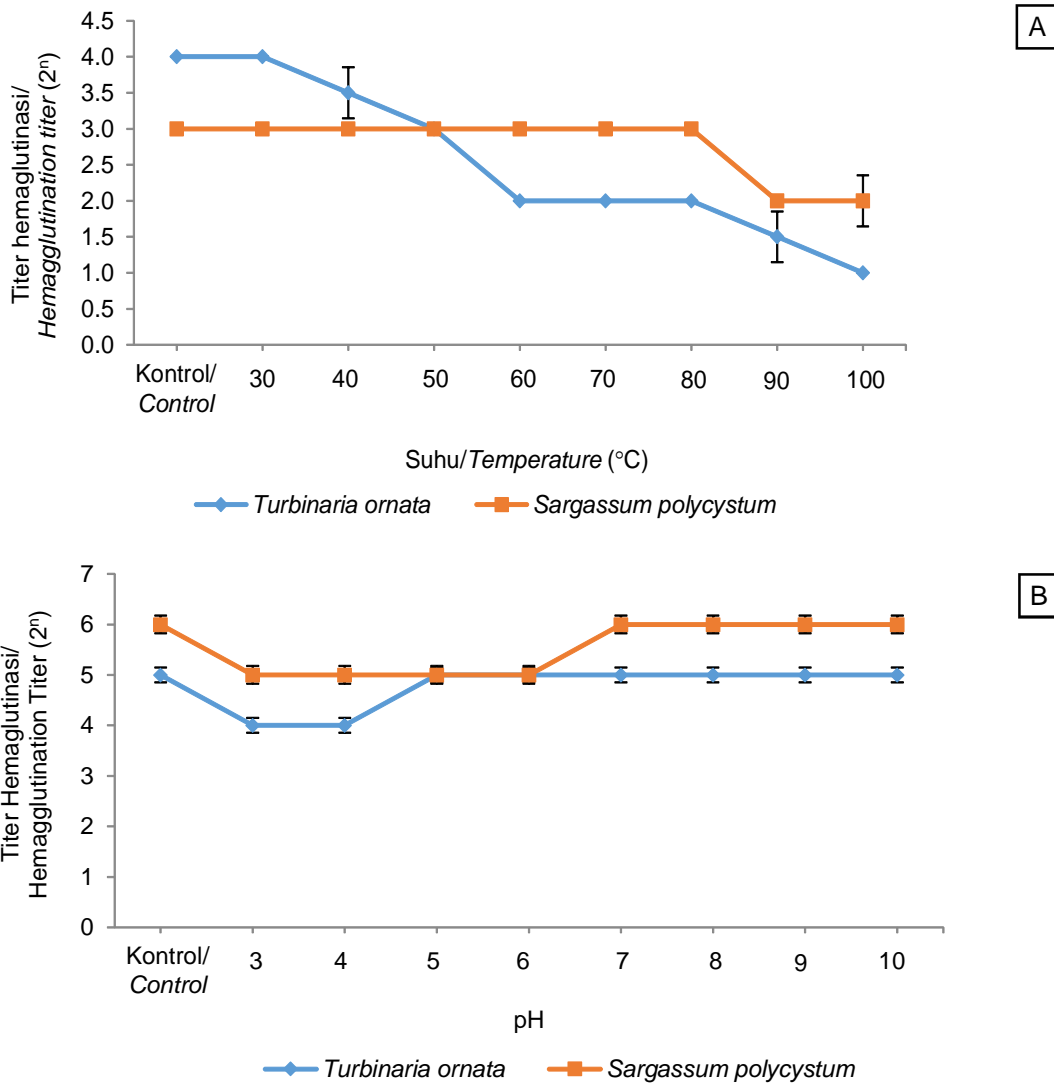 A
Titer hemaglutinasi/
Hemagglutination titer (2ⁿ)
4.5
4.0
3.5
3.0
2.5
2.0
1.5
1.0
0.5
0.0
Kontrol/
Control
30 40 50 60 70 80 90 100
Suhu/Temperature (°C)
Turbinaria ornata Sargassum polycystum
B
Titer Hemaglutinasi/
Hemagglutination Titer (2ⁿ)
7
6
5
4
3
2
1
0
Kontrol/
Control
3 4 5 6 7 8 9 10
pH
Turbinaria ornata Sargassum polycystum